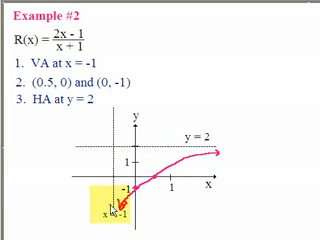 Example #2
R(x) = 2x - 1
x + 1
1. VA at x = -1
2. (0.5, 0) and (0, -1)
3. HA at y = 2
y
y = 2
1
-1
1
x
x = -1